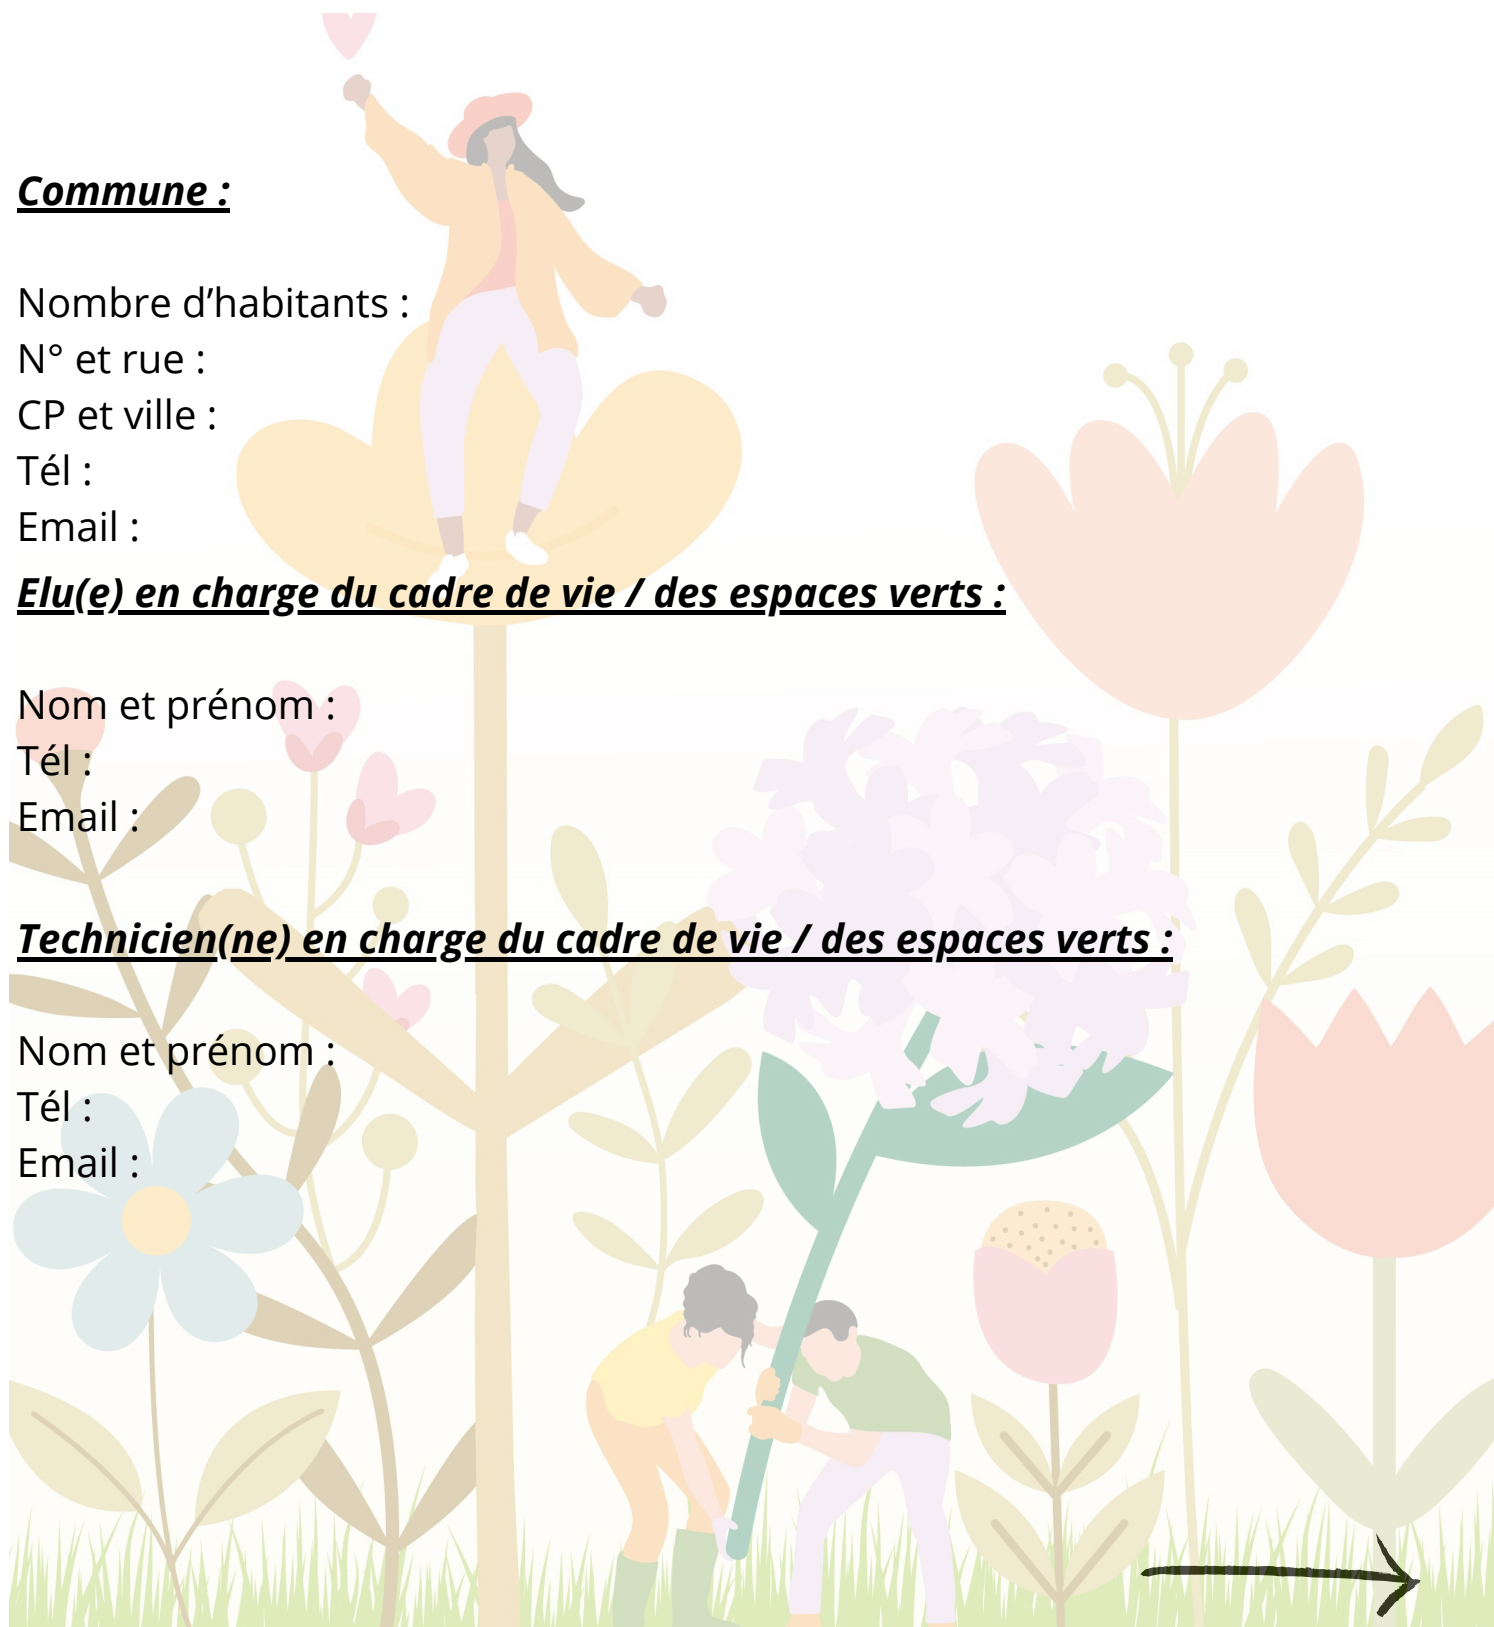 Commune :
Nombre d’habitants :
N° et rue :
CP et ville :
Tél :
Email :
Elu(e) en charge du cadre de vie / des espaces verts :
Nom et prénom :
Tél :
Email :
Technicien(ne) en charge du cadre de vie / des espaces verts :
Nom et prénom :
Tél :
Email :